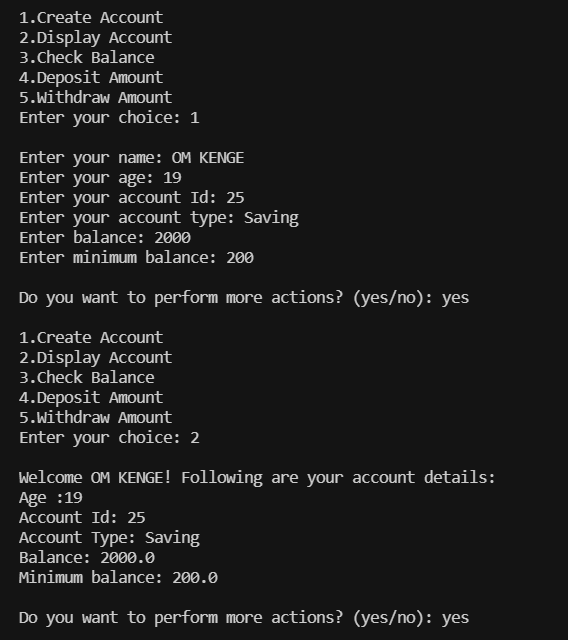 1.Create Account
2.Display Account
3.Check Balance
4.Deposit Amount
5.Withdraw Amount
Enter your choice: 1
Enter your name: OM KENGE
Enter your age: 19
Enter your account Id: 25
Enter your account type: Saving
Enter balance: 2000
Enter minimum balance: 200
Do you want to perform more actions? (yes/no): yes
1.Create Account
2.Display Account
3.Check Balance
4.Deposit Amount
5.Withdraw Amount
Enter your choice: 2
Welcome OM KENGE! Following are your account details:
Age :19
Account Id: 25
Account Type: Saving
Balance: 2000.0
Minimum balance: 200.0
Do you want to perform more actions? (yes/no): yes